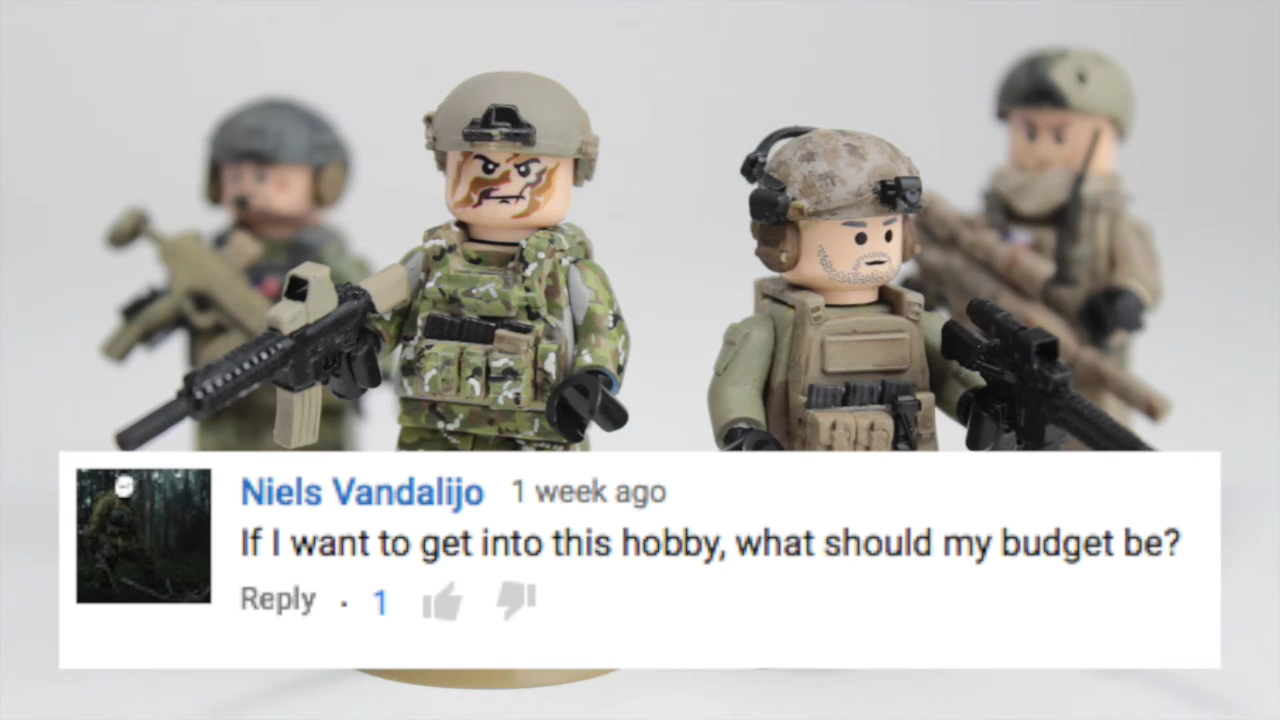 Niels Vandalijo 1 week ago
If I want to get into this hobby, what should my budget be?
Reply · 1